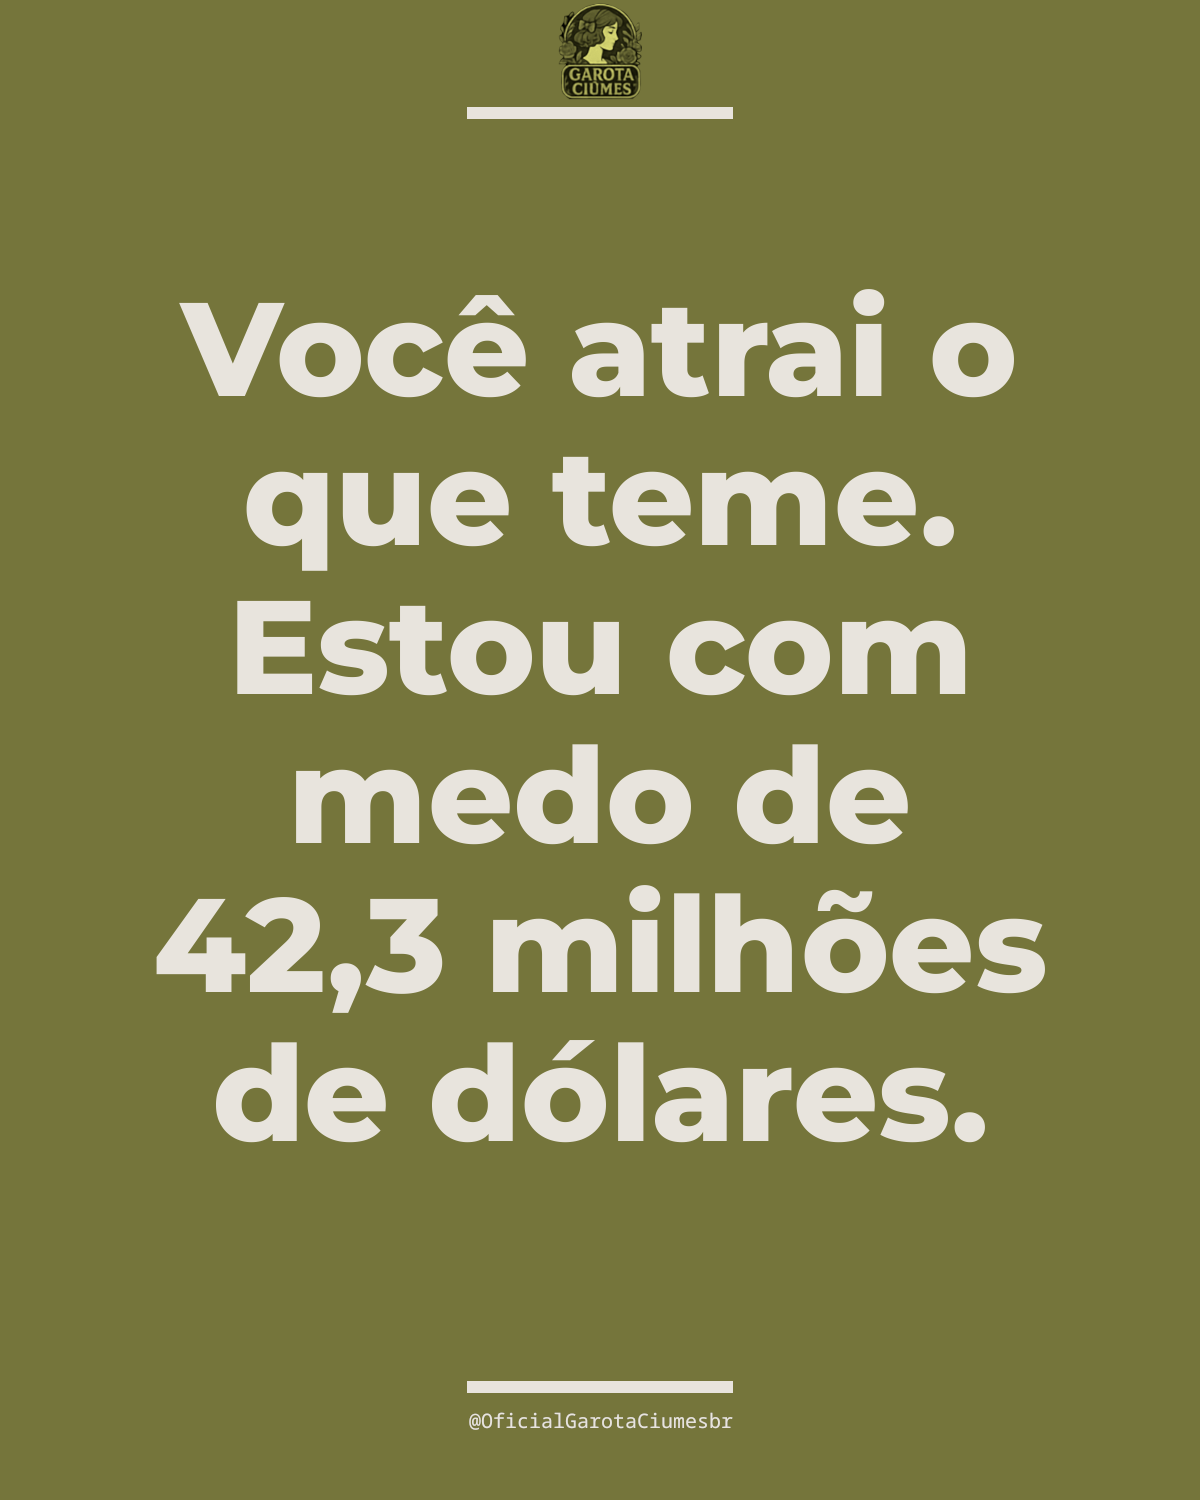 GAROTA
CIÚMES
Você atrai o
que teme.
Estou com
medo de
42,3 milhões
de dólares.
@OficialGarotaCiumesbr